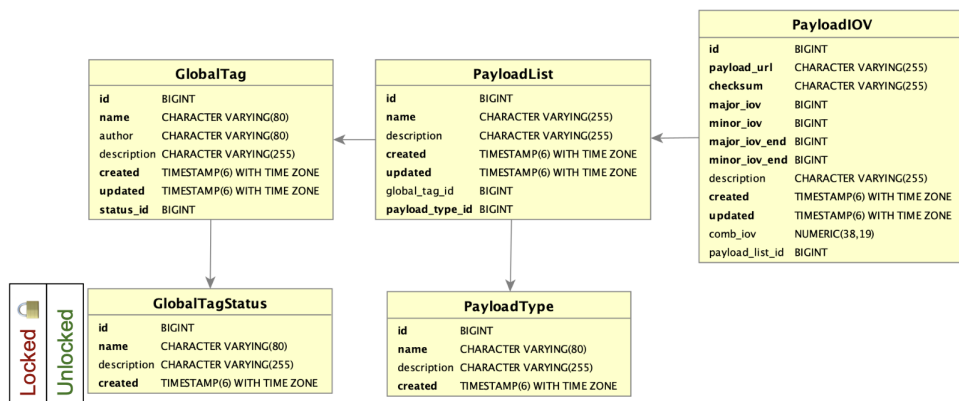 GlobalTag
id BIGINT
name CHARACTER VARYING(80)
author CHARACTER VARYING(80)
description CHARACTER VARYING(255)
created TIMESTAMP(6) WITH TIME ZONE
updated TIMESTAMP(6) WITH TIME ZONE
status_id BIGINT
PayloadList
id BIGINT
name CHARACTER VARYING(255)
description CHARACTER VARYING(255)
created TIMESTAMP(6) WITH TIME ZONE
updated TIMESTAMP(6) WITH TIME ZONE
global_tag_id BIGINT
payload_type_id BIGINT
PayloadIOV
id BIGINT
payload_url CHARACTER VARYING(255)
checksum CHARACTER VARYING(255)
major_iov BIGINT
minor_iov BIGINT
major_iov_end BIGINT
minor_iov_end BIGINT
description CHARACTER VARYING(255)
created TIMESTAMP(6) WITH TIME ZONE
updated TIMESTAMP(6) WITH TIME ZONE
comb_iov NUMERIC(38,19)
payload_list_id BIGINT
Locked
Unlocked
GlobalTagStatus
id BIGINT
name CHARACTER VARYING(80)
description CHARACTER VARYING(255)
created TIMESTAMP(6) WITH TIME ZONE
PayloadType
id BIGINT
name CHARACTER VARYING(80)
description CHARACTER VARYING(255)
created TIMESTAMP(6) WITH TIME ZONE